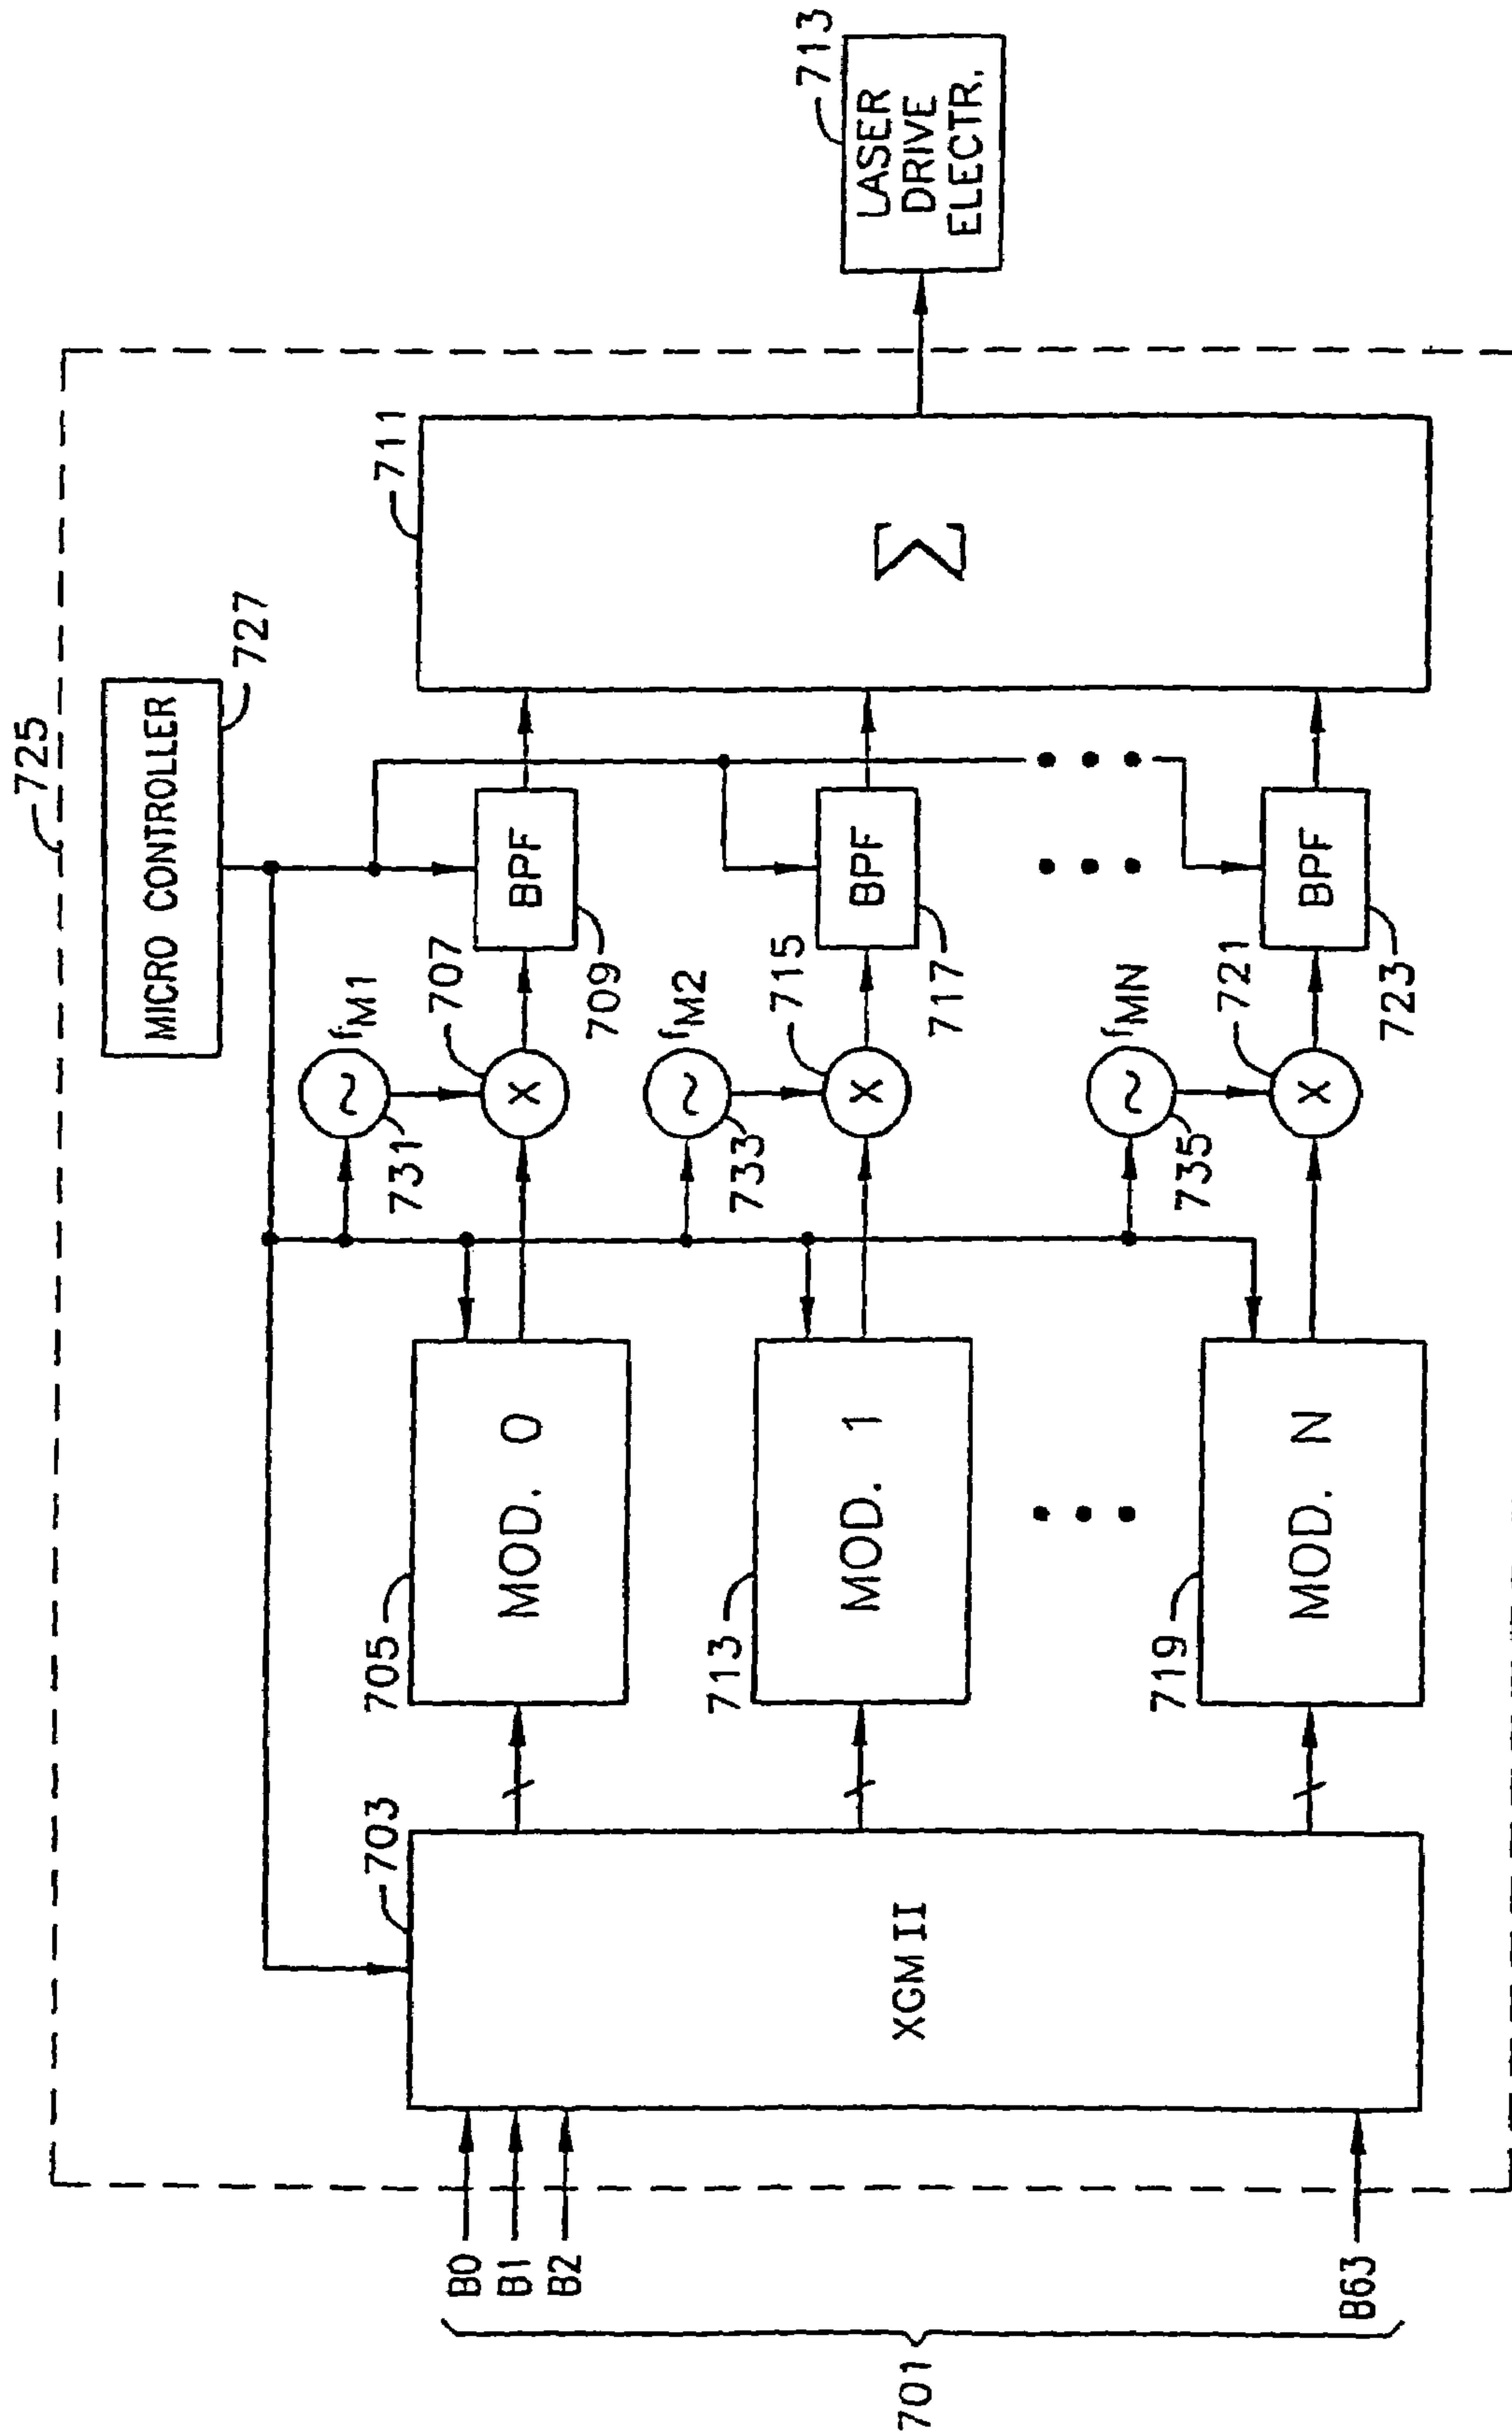 725
MICRO CONTROLLER
727
711
713
LASER
DRIVE
ELECTR.
Σ
701
B0
B1
B2
B63
703
XGMII
705
MOD. 0
731
~
fM1
X
707
BPF
709
713
MOD. 1
733
~
fM2
X
715
BPF
717
719
MOD. N
735
~
fMN
X
721
BPF
723